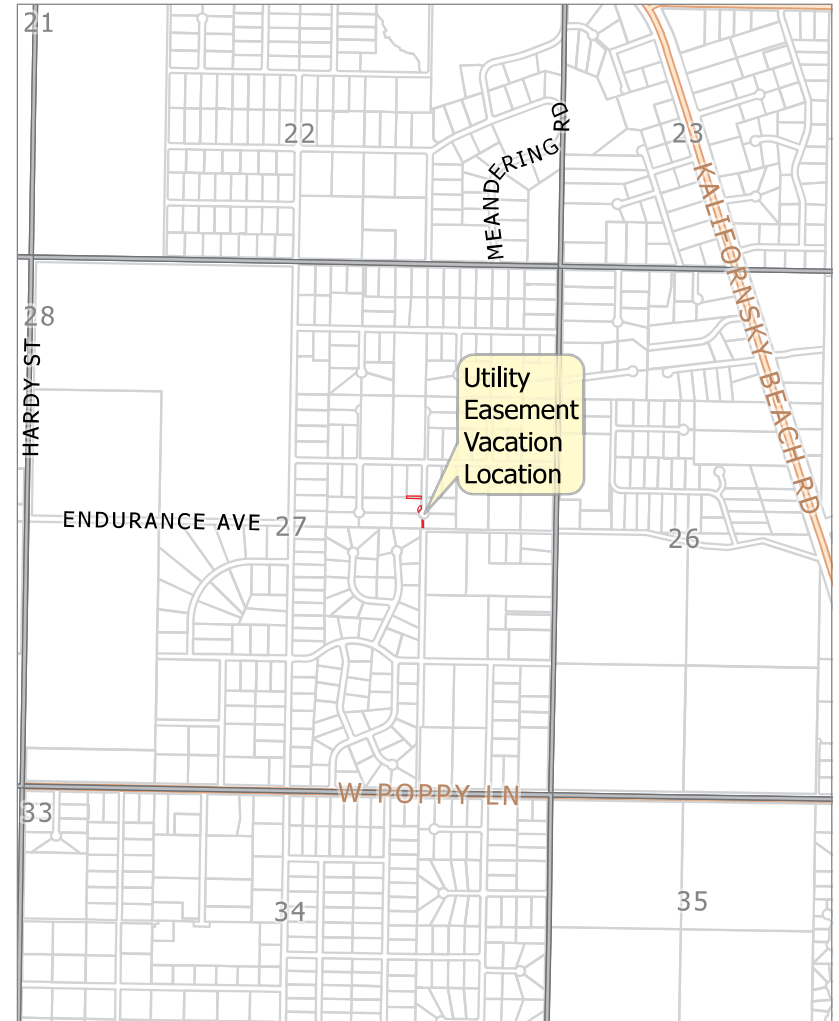 21
22
MEANDERING RD
23
KALIFORNSKY BEACH RD
28
HARDY ST
Utility
Easement
Vacation
Location
ENDURANCE AVE
27
26
W POPPY LN
33
34
35